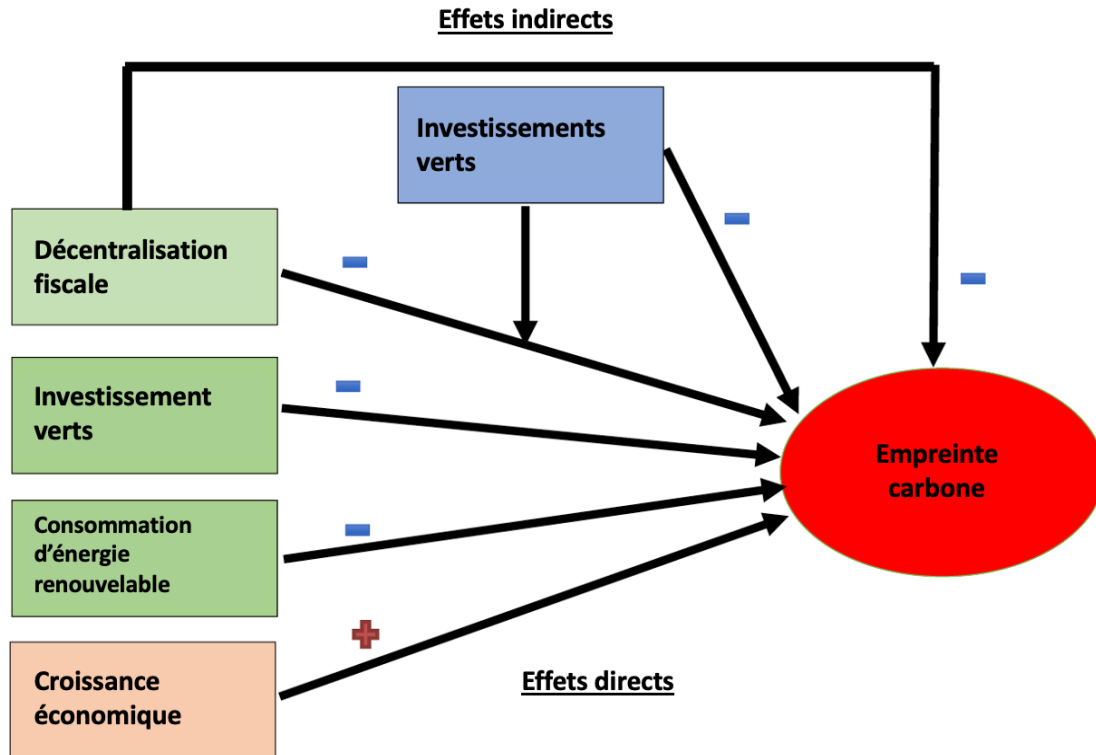 Effets indirects
Investissements
verts
Décentralisation
fiscale
Investissement
verts
Consommation
d’énergie
renouvelable
Croissance
économique
Empreinte
carbone
Effets directs